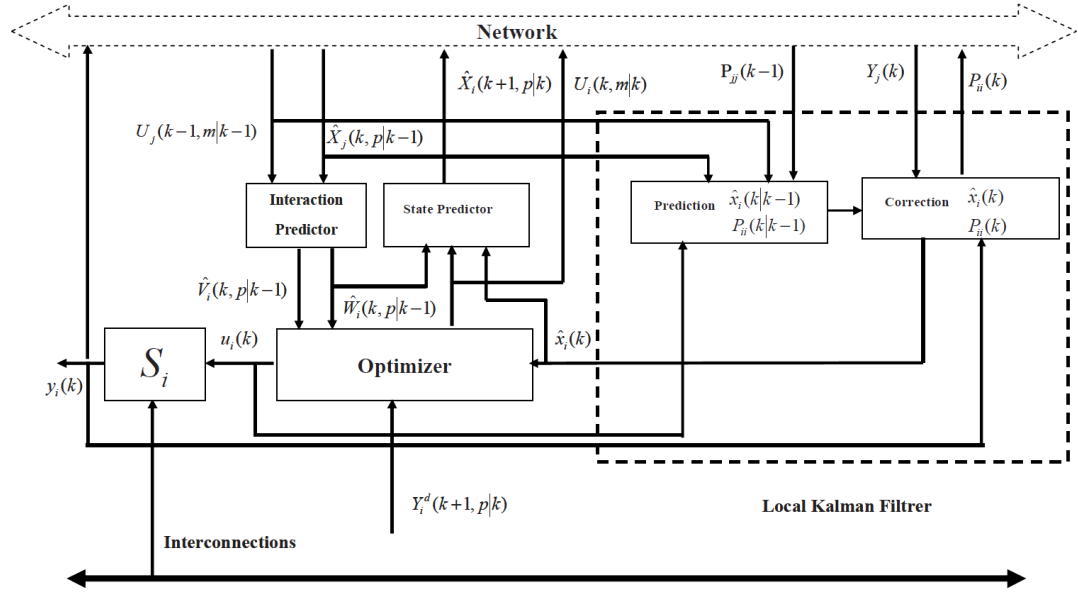 Network
X̂_i(k+1, p|k)
U_i(k, m|k)
P_jj(k−1)
Y_j(k)
P_ii(k)
U_j(k−1, m|k−1)
X̂_j(k, p|k−1)
Interaction
Predictor
State Predictor
Prediction
x̂_i(k|k−1)
P_ii(k|k−1)
Correction
x̂_i(k)
P_ii(k)
V̂_i(k, p|k−1)
Ŵ_i(k, p|k−1)
S_i
u_i(k)
Optimizer
x̂_i(k)
y_i(k)
Y_i^d(k+1, p|k)
Local Kalman Filtrer
Interconnections